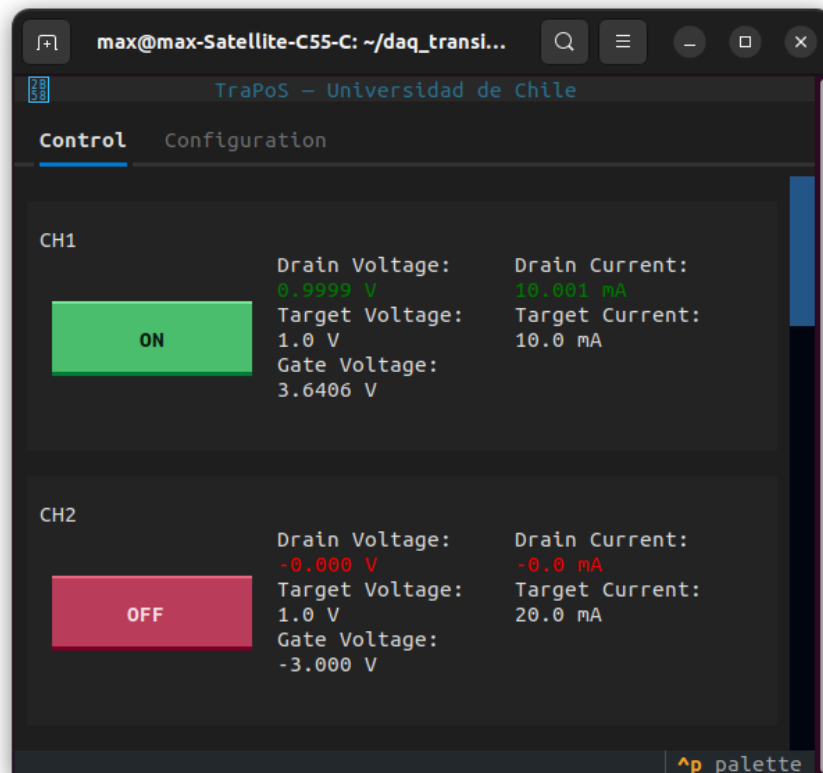 max@max-Satellite-C55-C: ~/daq_transi...
2B58
TraPoS — Universidad de Chile
Control Configuration
CH1
ON
Drain Voltage: Drain Current:
0.9999 V 10.001 mA
Target Voltage: Target Current:
1.0 V 10.0 mA
Gate Voltage:
3.6406 V
CH2
OFF
Drain Voltage: Drain Current:
-0.000 V -0.0 mA
Target Voltage: Target Current:
1.0 V 20.0 mA
Gate Voltage:
-3.000 V
^p palette